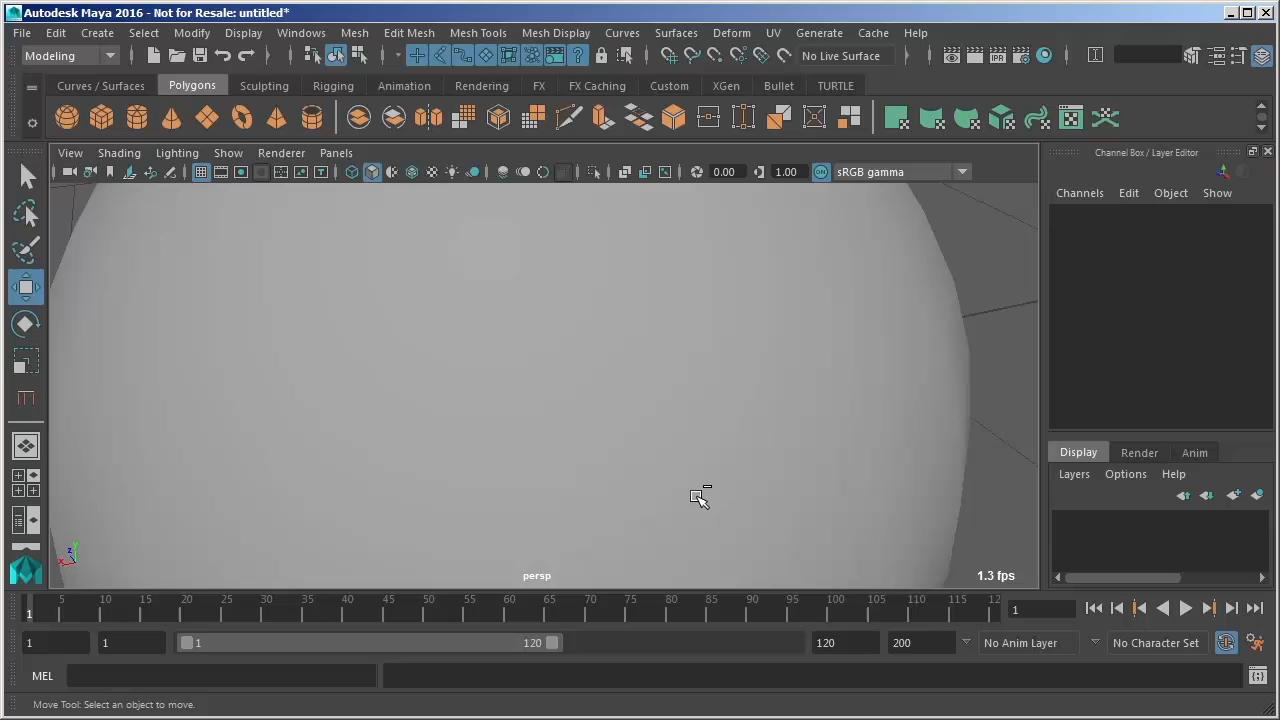 Autodesk Maya 2016 - Not for Resale: untitled*
File Edit Create Select Modify Display Windows Mesh Edit Mesh Mesh Tools Mesh Display Curves Surfaces Deform UV Generate Cache Help
Modeling No Live Surface
Curves / Surfaces Polygons Sculpting Rigging Animation Rendering FX FX Caching Custom XGen Bullet TURTLE
View Shading Lighting Show Renderer Panels
Channel Box / Layer Editor
0.00 1.00 ON sRGB gamma
Channels Edit Object Show
Display Render Anim
Layers Options Help
persp
1.3 fps
1 5 10 15 20 25 30 35 40 45 50 55 60 65 70 75 80 85 90 95 100 105 110 115 12 1
1 1 1 120 120 200 No Anim Layer No Character Set
MEL
Move Tool: Select an object to move.